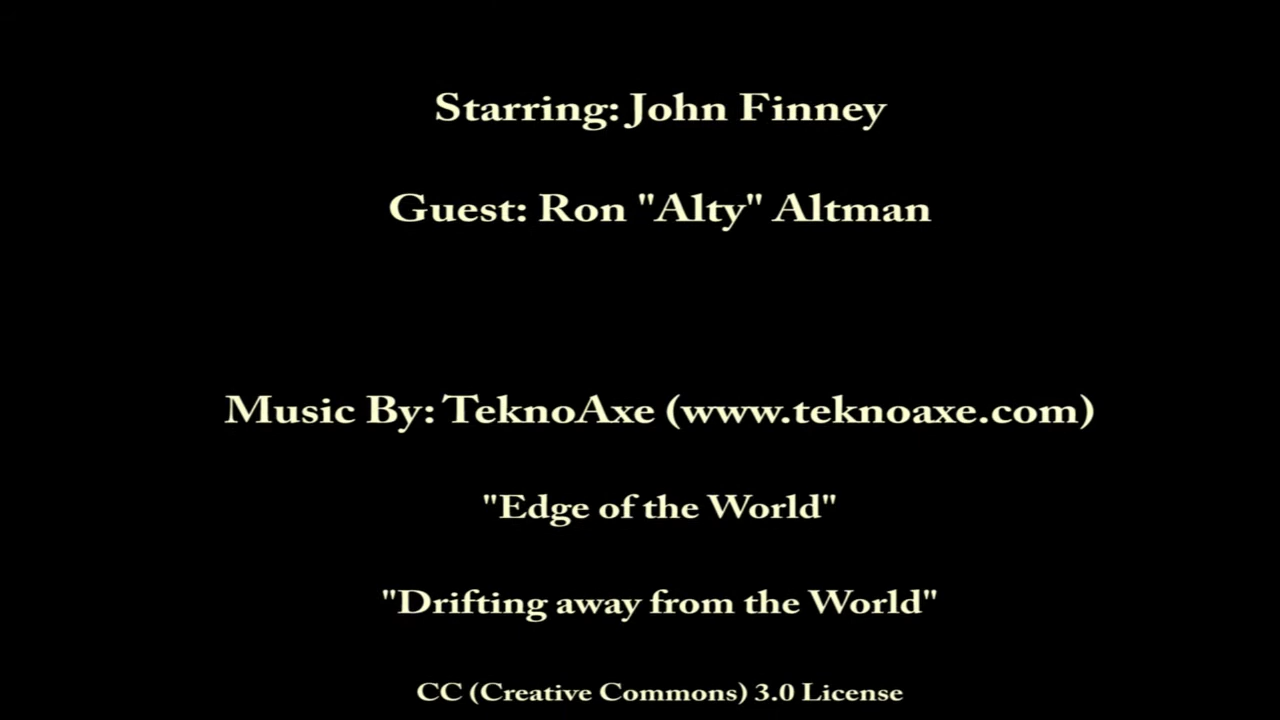 Starring: John Finney
Guest: Ron "Alty" Altman
Music By: TeknoAxe (www.teknoaxe.com)
"Edge of the World"
"Drifting away from the World"
CC (Creative Commons) 3.0 License